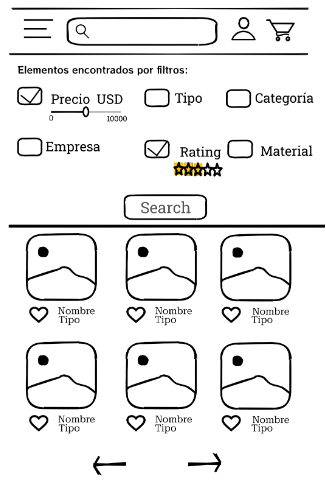 Elementos encontrados por filtros:
Precio USD
0 10000
Tipo
Categoría
Empresa
Rating
Material
Search
Nombre
Tipo
Nombre
Tipo
Nombre
Tipo
Nombre
Tipo
Nombre
Tipo
Nombre
Tipo